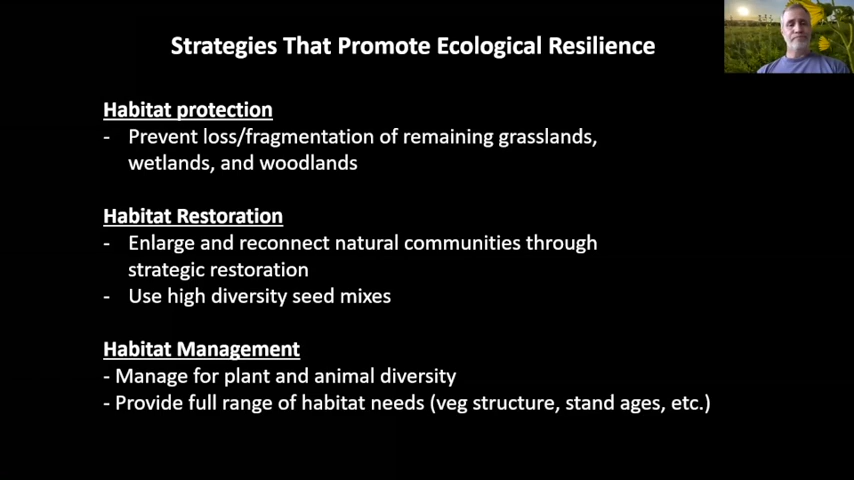 Strategies That Promote Ecological Resilience
Habitat protection
- Prevent loss/fragmentation of remaining grasslands,
wetlands, and woodlands
Habitat Restoration
- Enlarge and reconnect natural communities through
strategic restoration
- Use high diversity seed mixes
Habitat Management
- Manage for plant and animal diversity
- Provide full range of habitat needs (veg structure, stand ages, etc.)